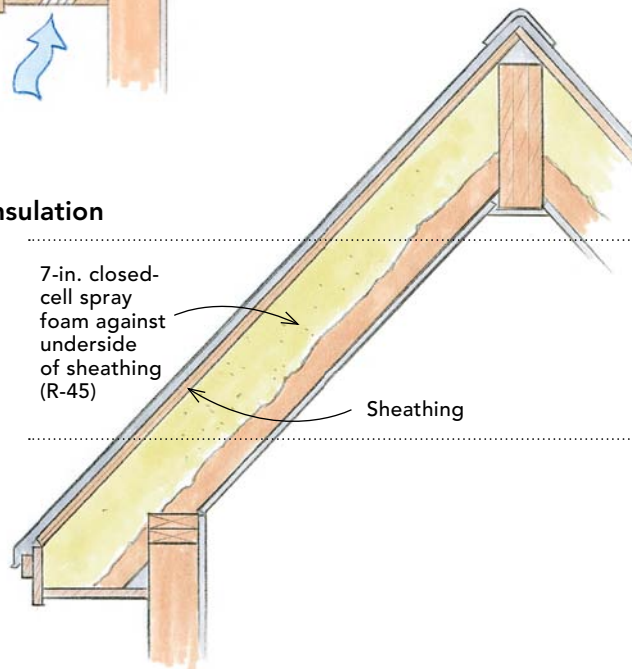 nsulation
7-in. closed-
cell spray
foam against
underside
of sheathing
(R-45)
Sheathing